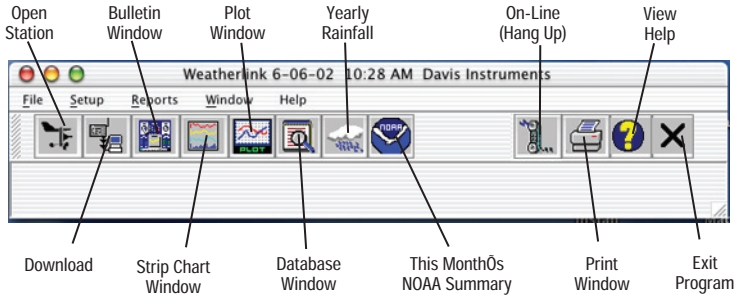 Open
Station
Bulletin
Window
Plot
Window
Yearly
Rainfall
On-Line
(Hang Up)
View
Help
Weatherlink 6-06-02 10:28 AM Davis Instruments
File Setup Reports Window Help
PLOT
NOAA
Download
Strip Chart
Window
Database
Window
This MonthÕs
NOAA Summary
Print
Window
Exit
Program